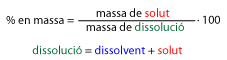 massa de solut
% en massa = · 100
massa de dissolució
dissolució = dissolvent + solut